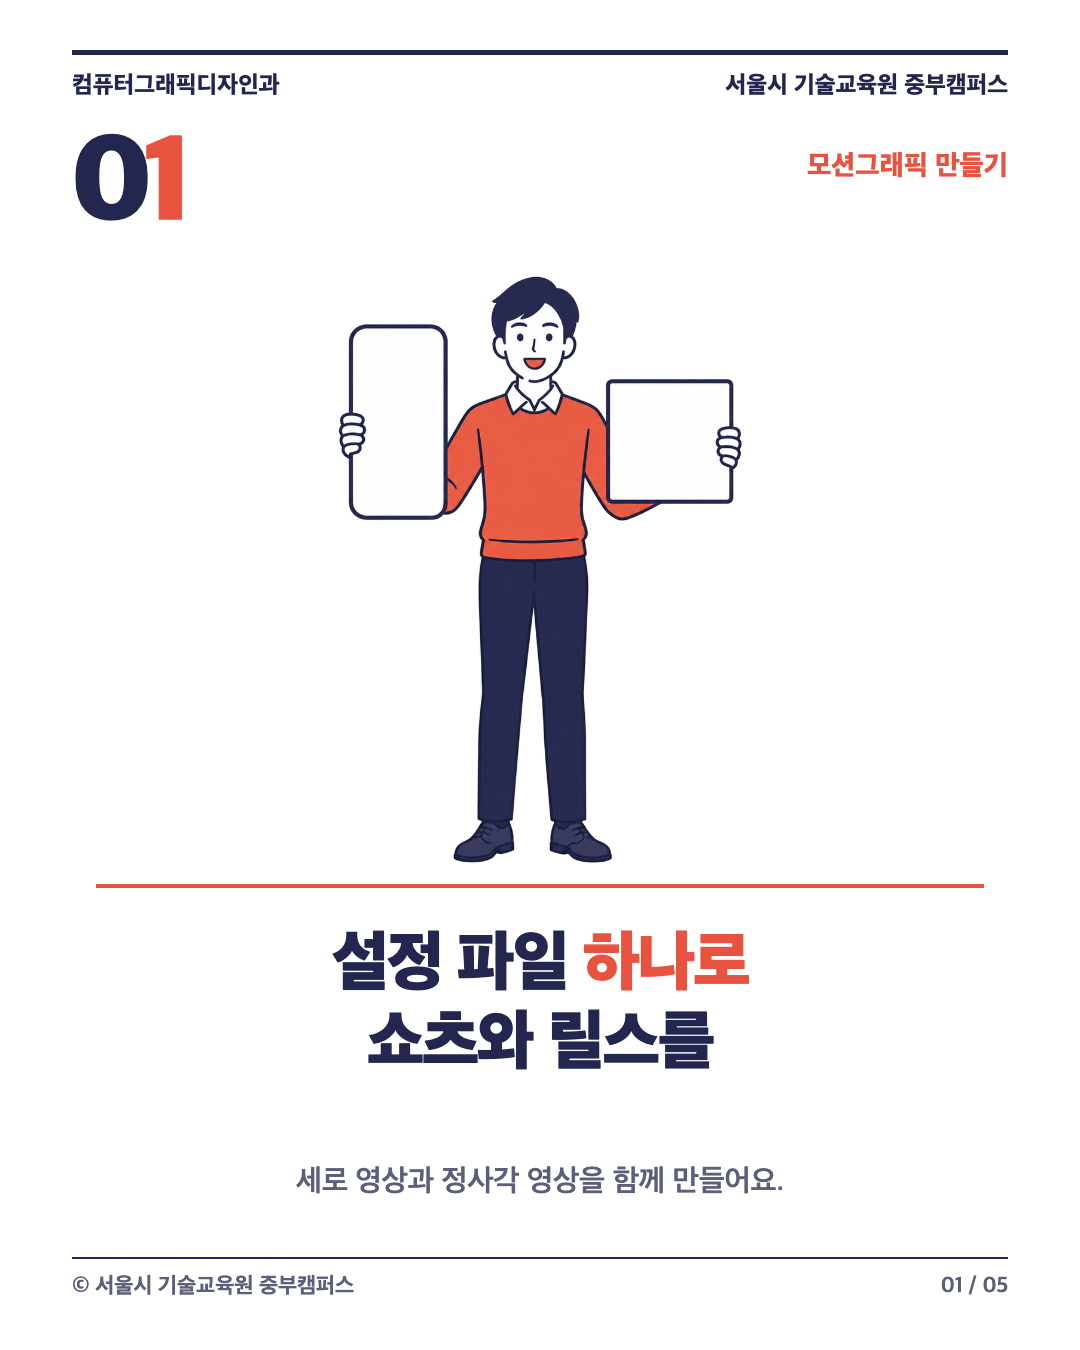 컴퓨터그래픽디자인과
서울시 기술교육원 중부캠퍼스
01
모션그래픽 만들기
설정 파일 하나로
쇼츠와 릴스를
세로 영상과 정사각 영상을 함께 만들어요.
© 서울시 기술교육원 중부캠퍼스
01 / 05